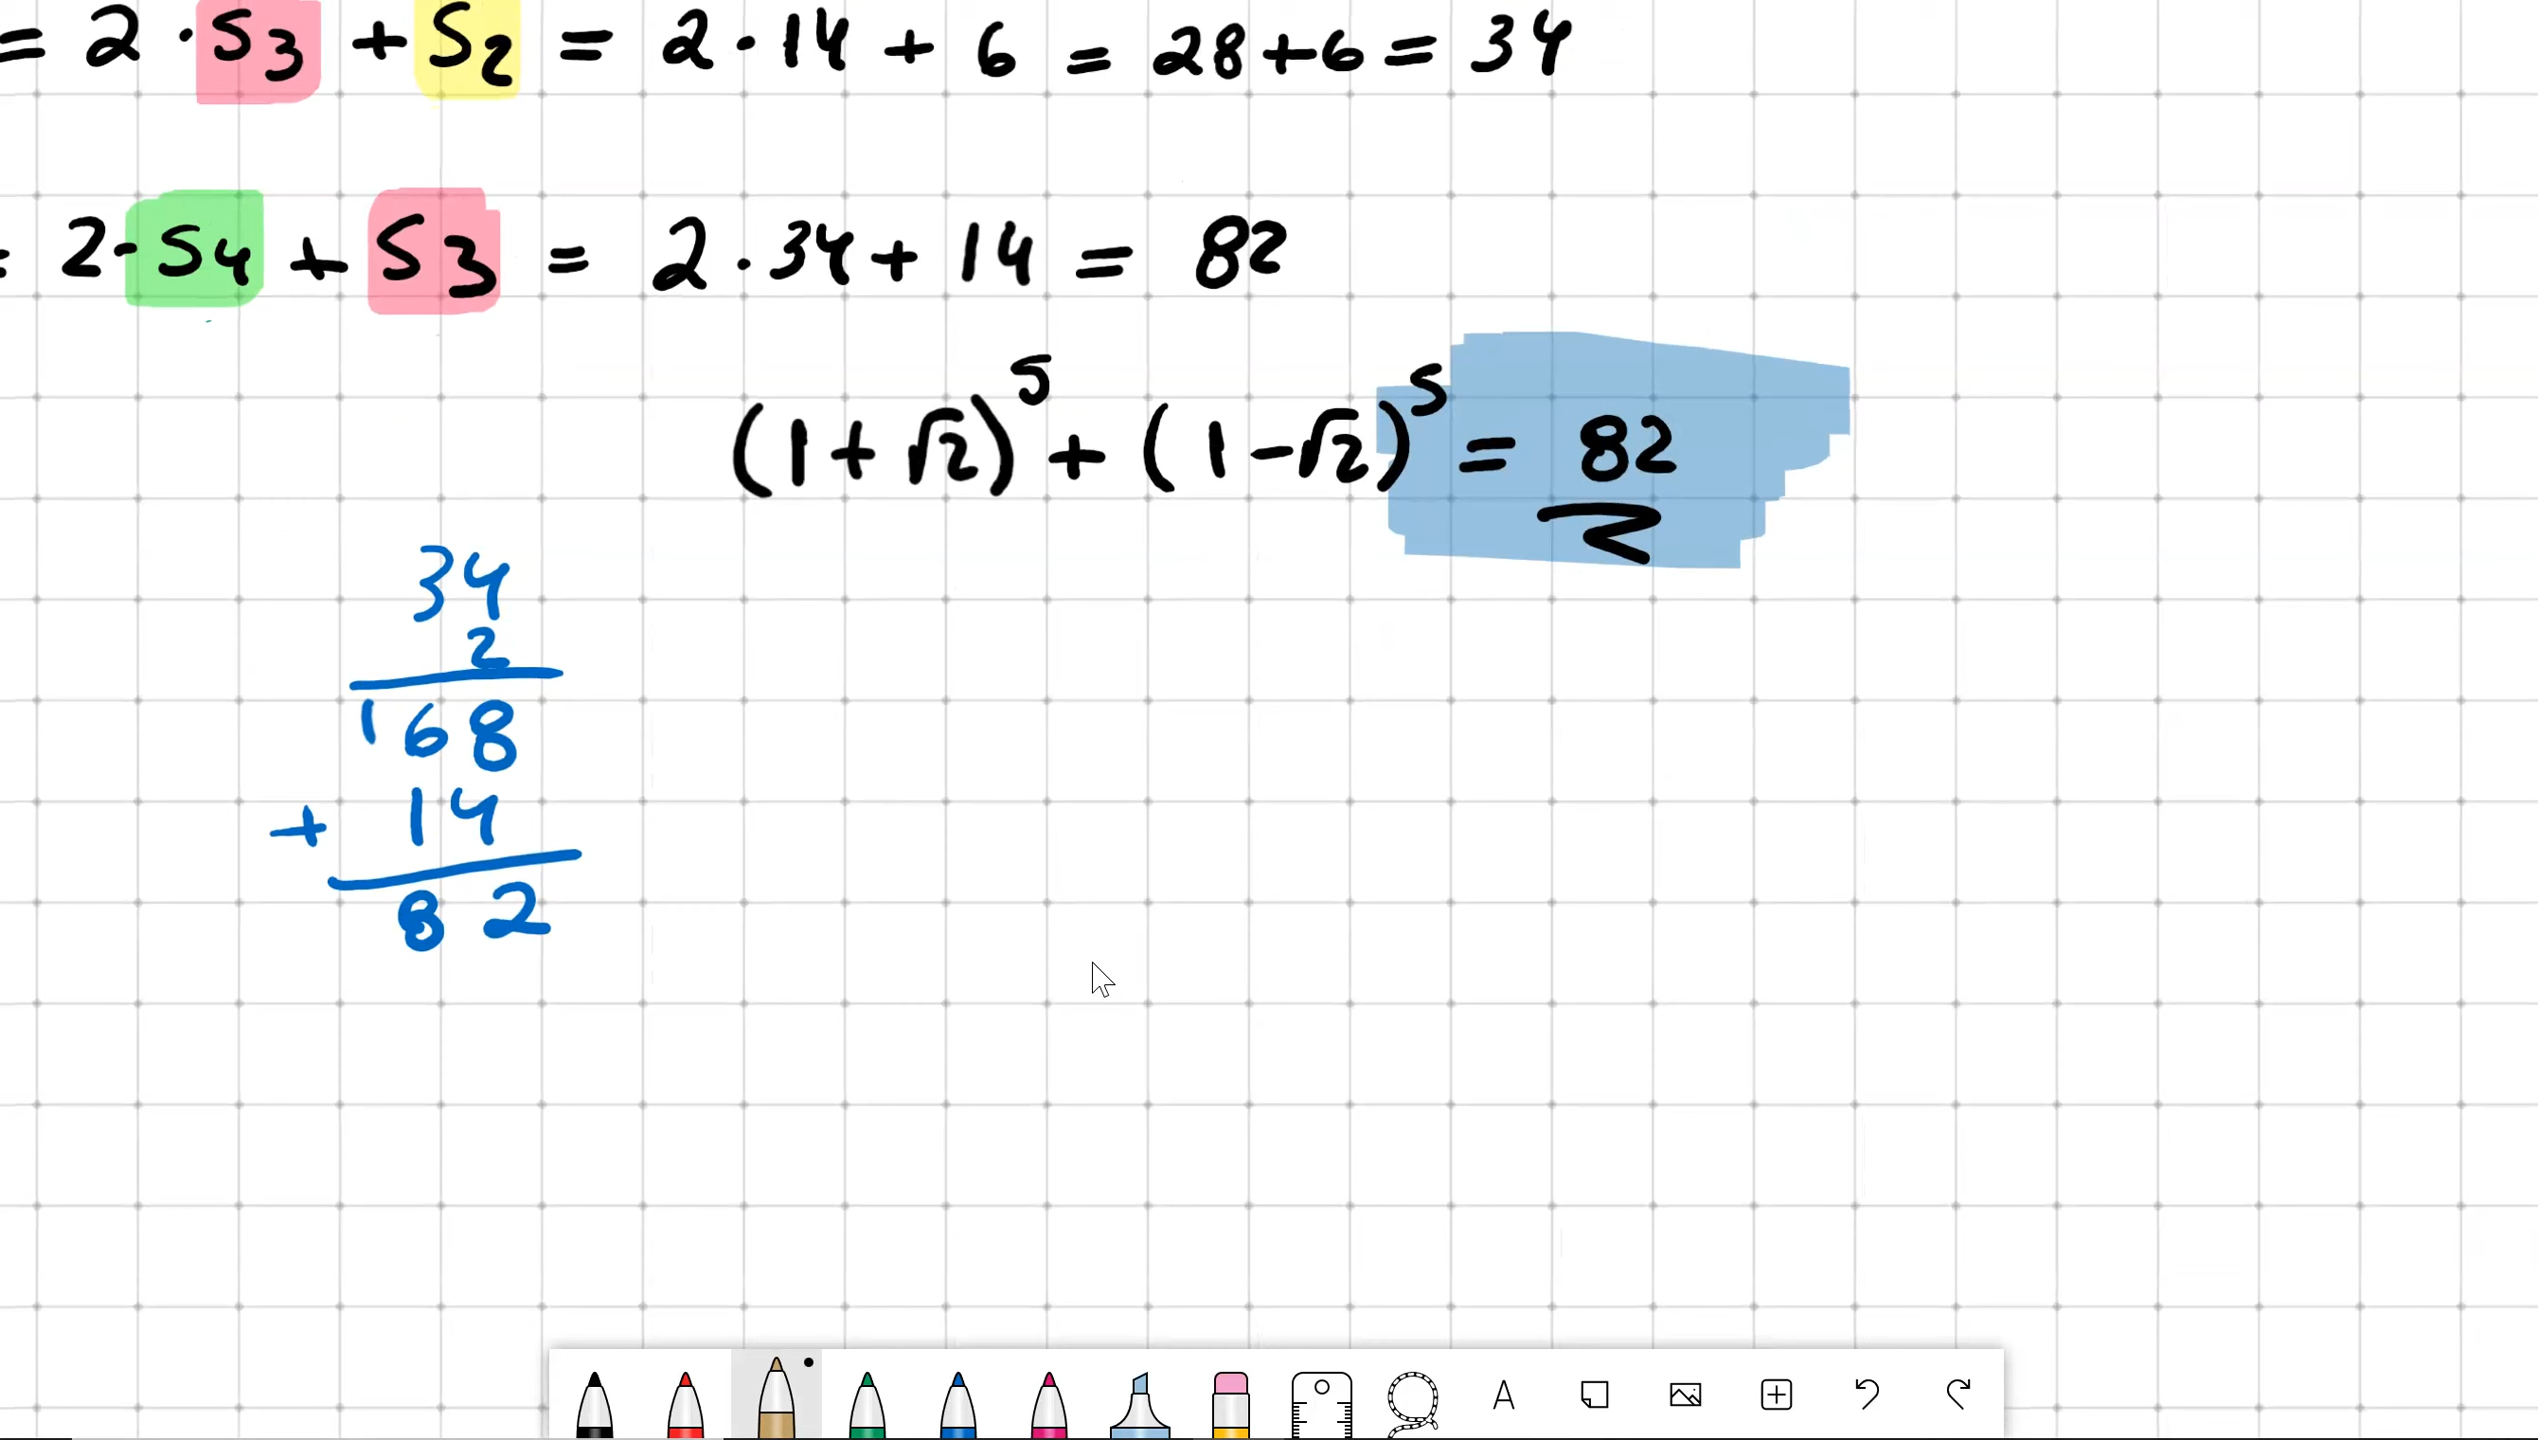 = 2 · S3 + S2 = 2 · 14 + 6 = 28 + 6 = 34
= 2 · S4 + S3 = 2 · 34 + 14 = 82
(1 + √2)^5 + (1 - √2)^5 = 82
34
2
168
+ 14
82
A